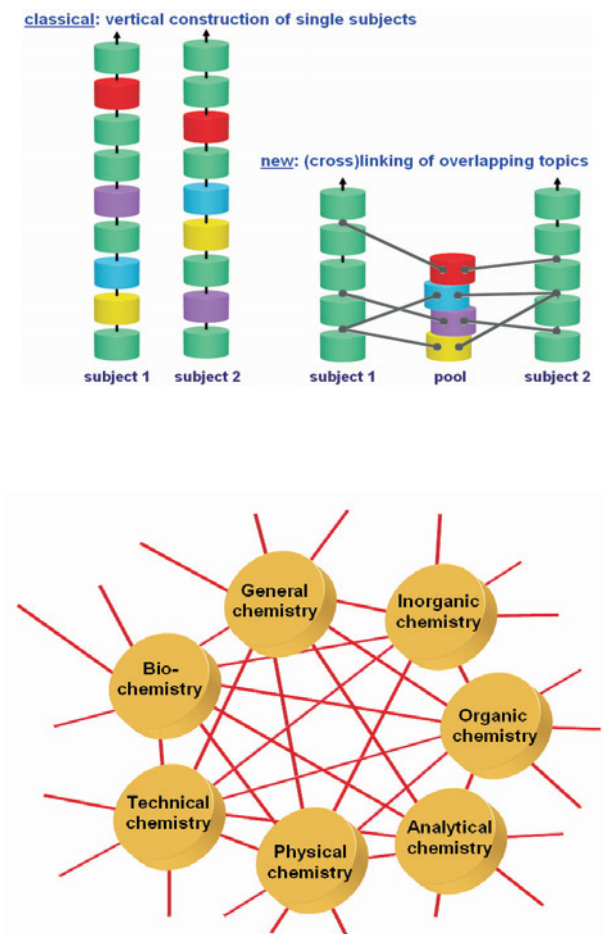 classical: vertical construction of single subjects
new: (cross)linking of overlapping topics
subject 1
subject 2
subject 1
pool
subject 2
General
chemistry
Inorganic
chemistry
Bio-
chemistry
Organic
chemistry
Technical
chemistry
Analytical
chemistry
Physical
chemistry